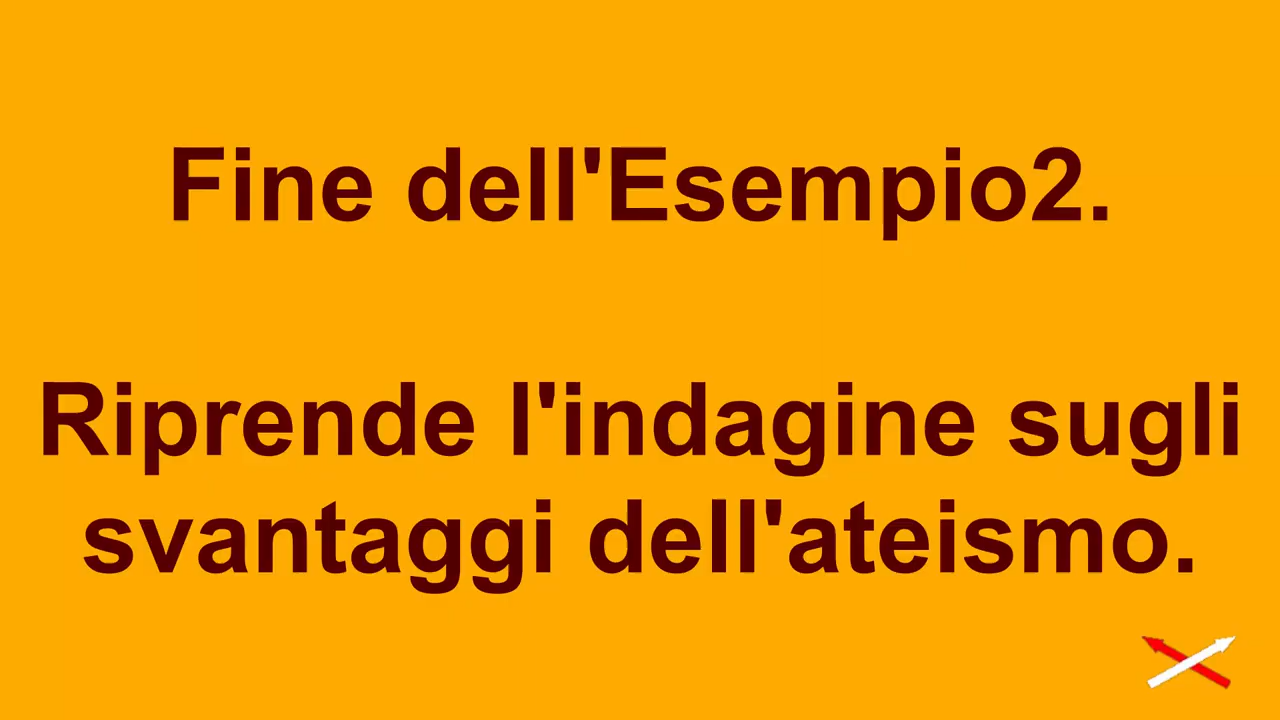 Fine dell'Esempio2.
Riprende l'indagine sugli
svantaggi dell'ateismo.